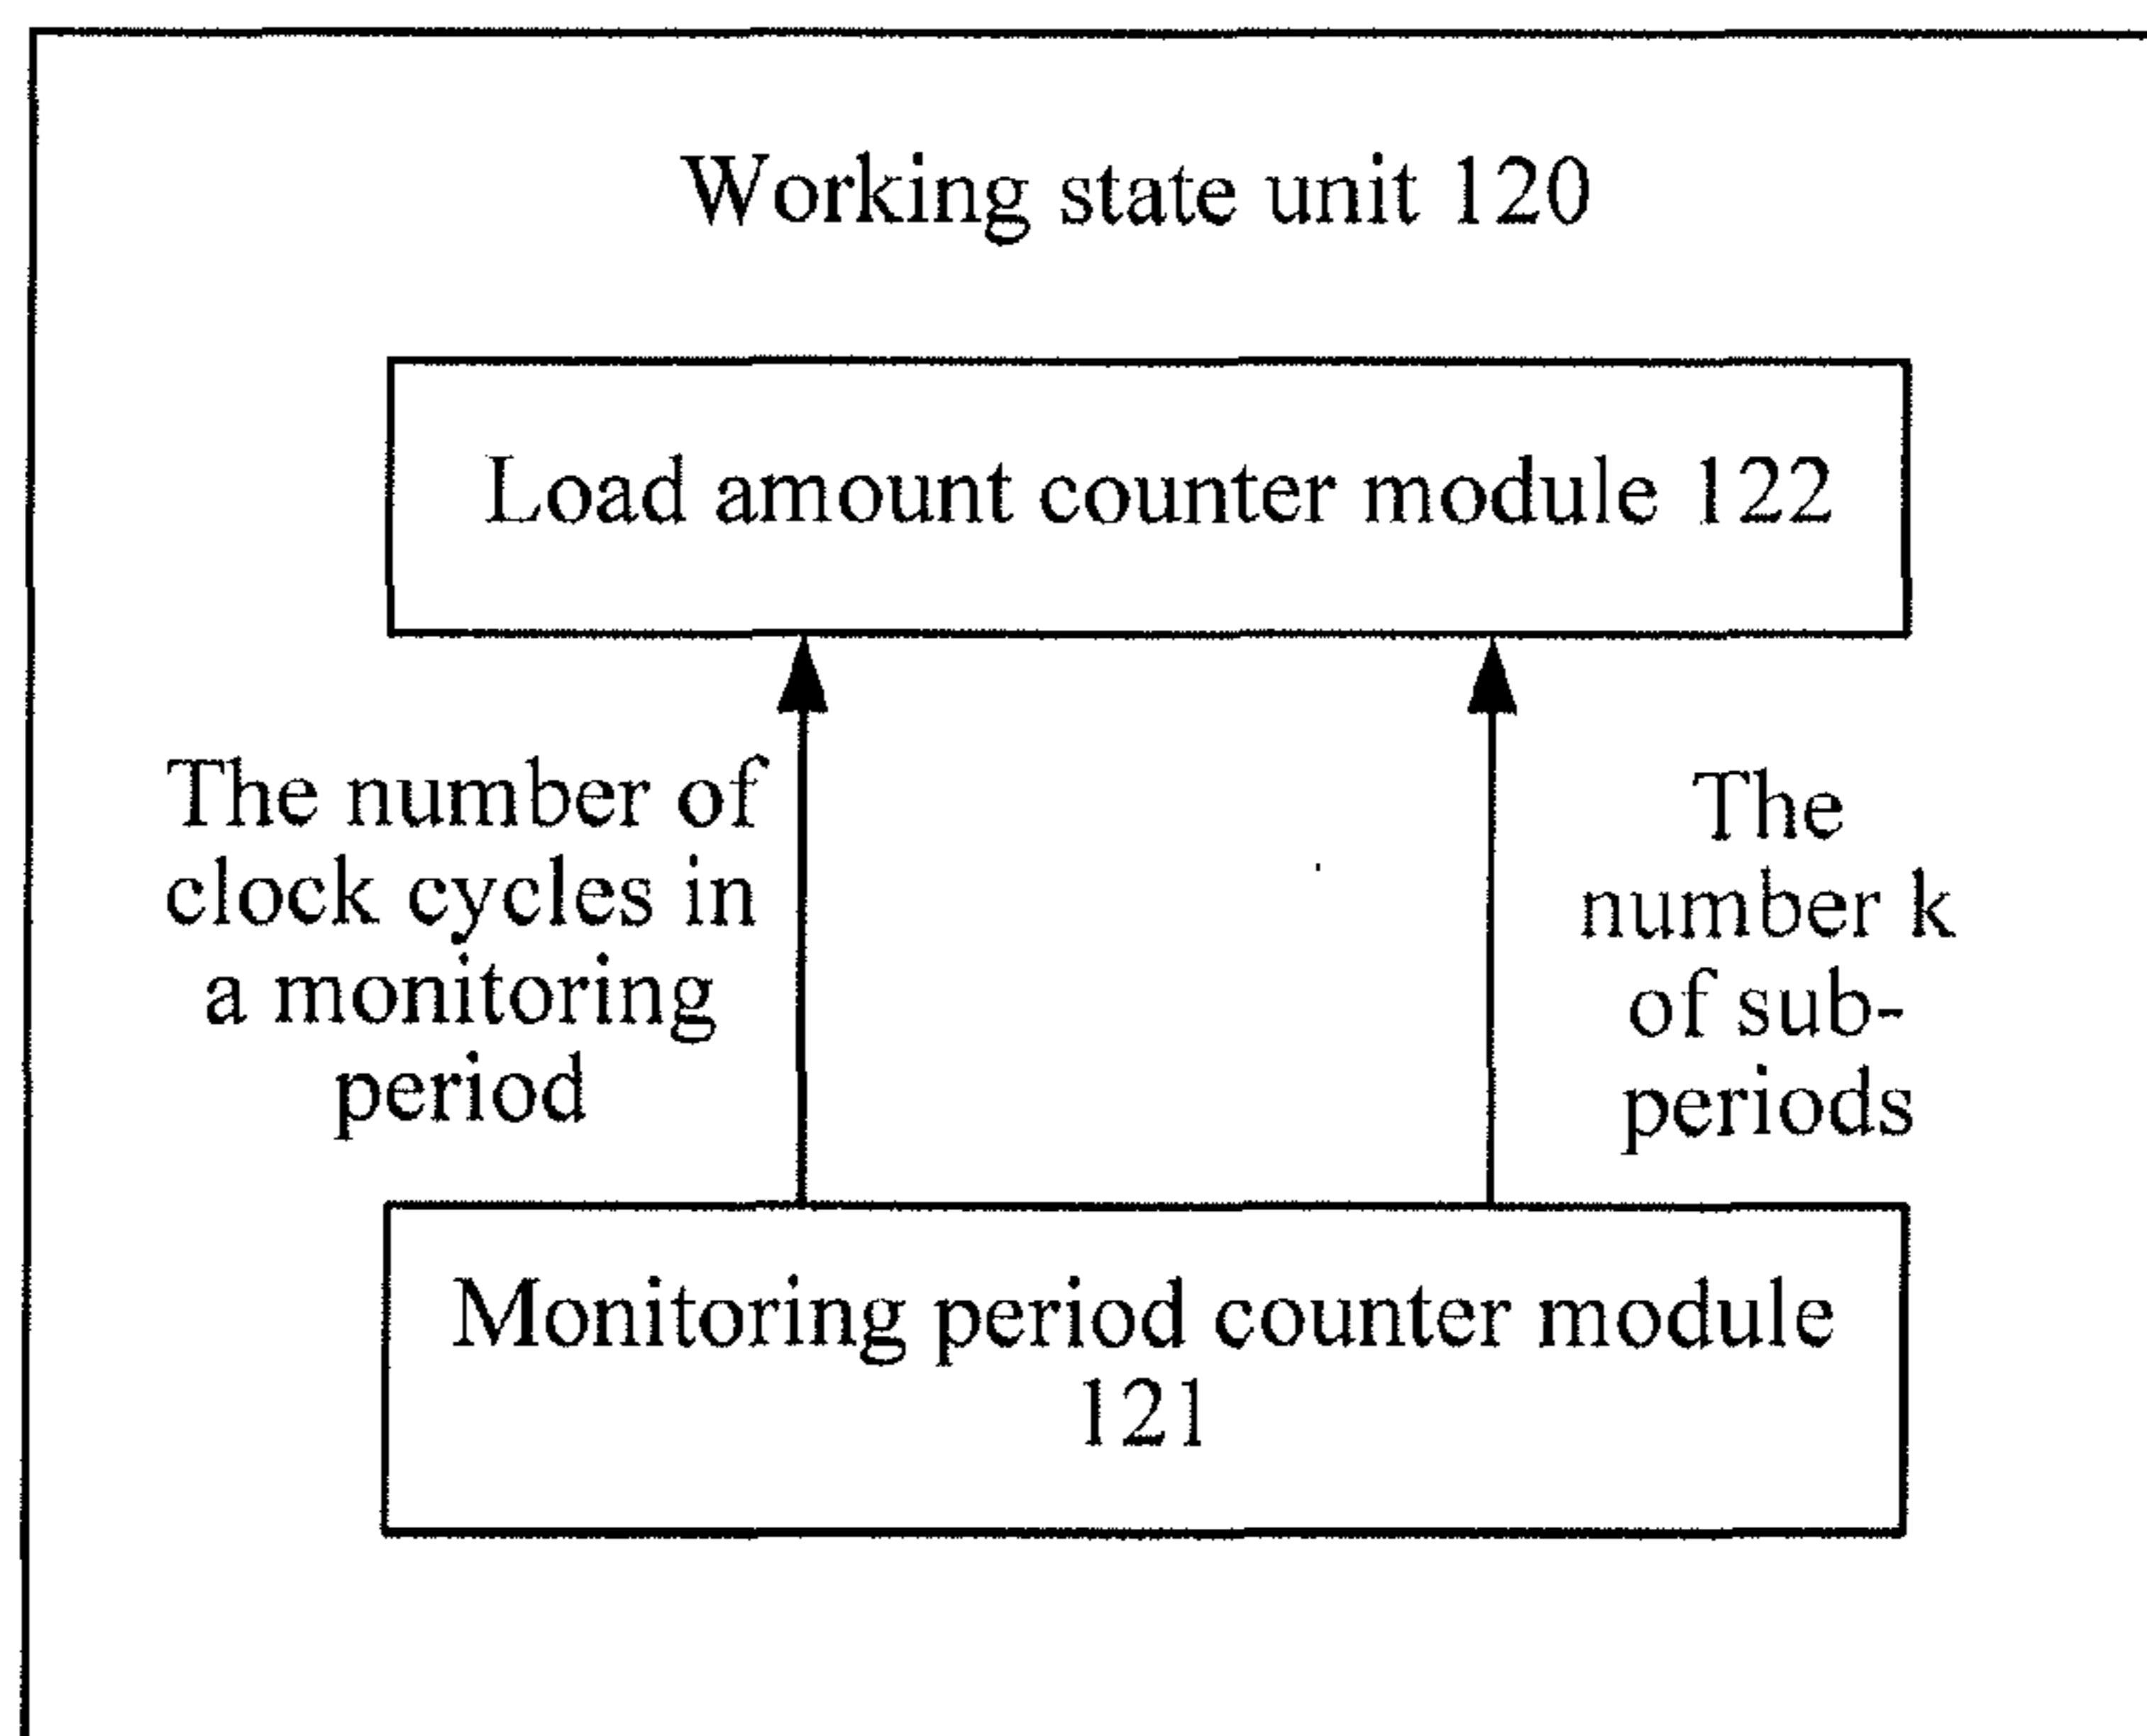 Working state unit 120
Load amount counter module 122
The number of
clock cycles in
a monitoring
period
The
number k
of sub-
periods
Monitoring period counter module
121